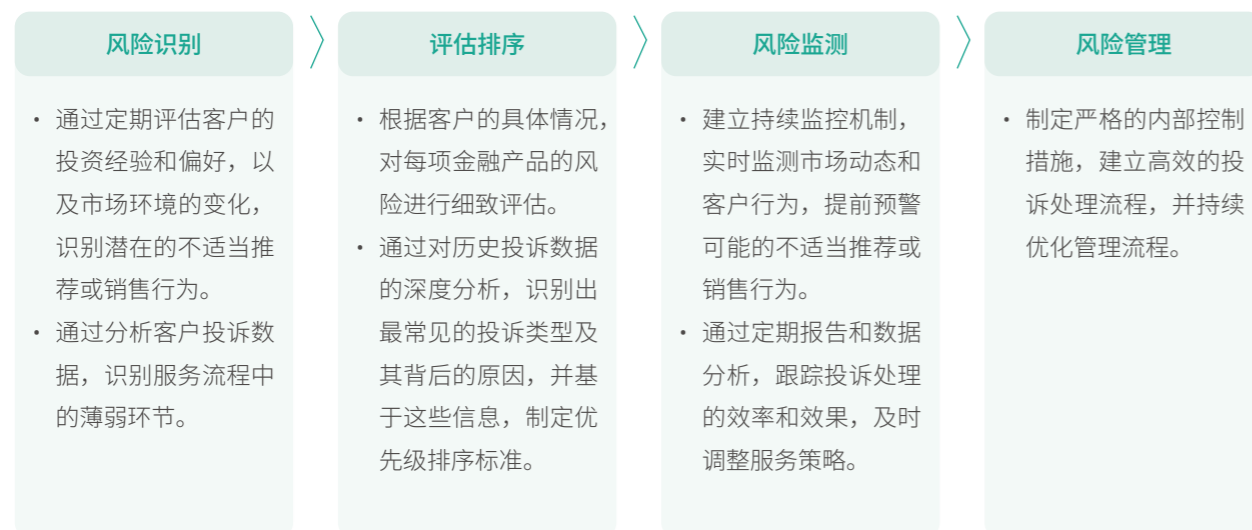 风险识别
• 通过定期评估客户的
投资经验和偏好，以
及市场环境的变化，
识别潜在的不适当推
荐或销售行为。
• 通过分析客户投诉数
据，识别服务流程中
的薄弱环节。
评估排序
• 根据客户的具体情况，
对每项金融产品的风
险进行细致评估。
• 通过对历史投诉数据
的深度分析，识别出
最常见的投诉类型及
其背后的原因，并基
于这些信息，制定优
先级排序标准。
风险监测
• 建立持续监控机制，
实时监测市场动态和
客户行为，提前预警
可能的不适当推荐或
销售行为。
• 通过定期报告和数据
分析，跟踪投诉处理
的效率和效果，及时
调整服务策略。
风险管理
• 制定严格的内部控制
措施，建立高效的投
诉处理流程，并持续
优化管理流程。